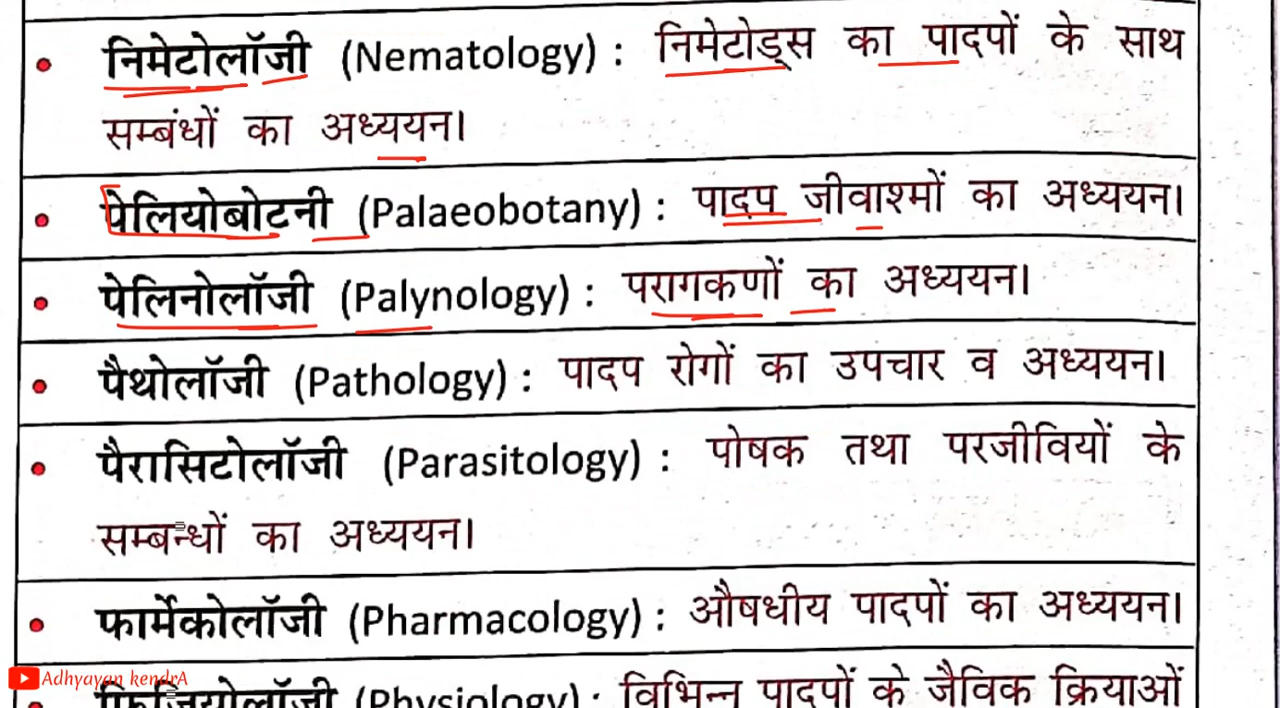 • निमेटोलॉजी (Nematology) : निमेटोड्स का पादपों के साथ
सम्बंधों का अध्ययन।
• पेलियोबोटनी (Palaeobotany) : पादप जीवाश्मों का अध्ययन।
• पेलिनोलॉजी (Palynology) : परागकणों का अध्ययन।
• पैथोलॉजी (Pathology) : पादप रोगों का उपचार व अध्ययन।
• पैरासिटोलॉजी (Parasitology) : पोषक तथा परजीवियों के
सम्बन्धों का अध्ययन।
• फार्मेकोलॉजी (Pharmacology) : औषधीय पादपों का अध्ययन।
• फिजियोलॉजी (Physiology) : विभिन्न पादपों के जैविक क्रियाओं
Adhyayan kendrA